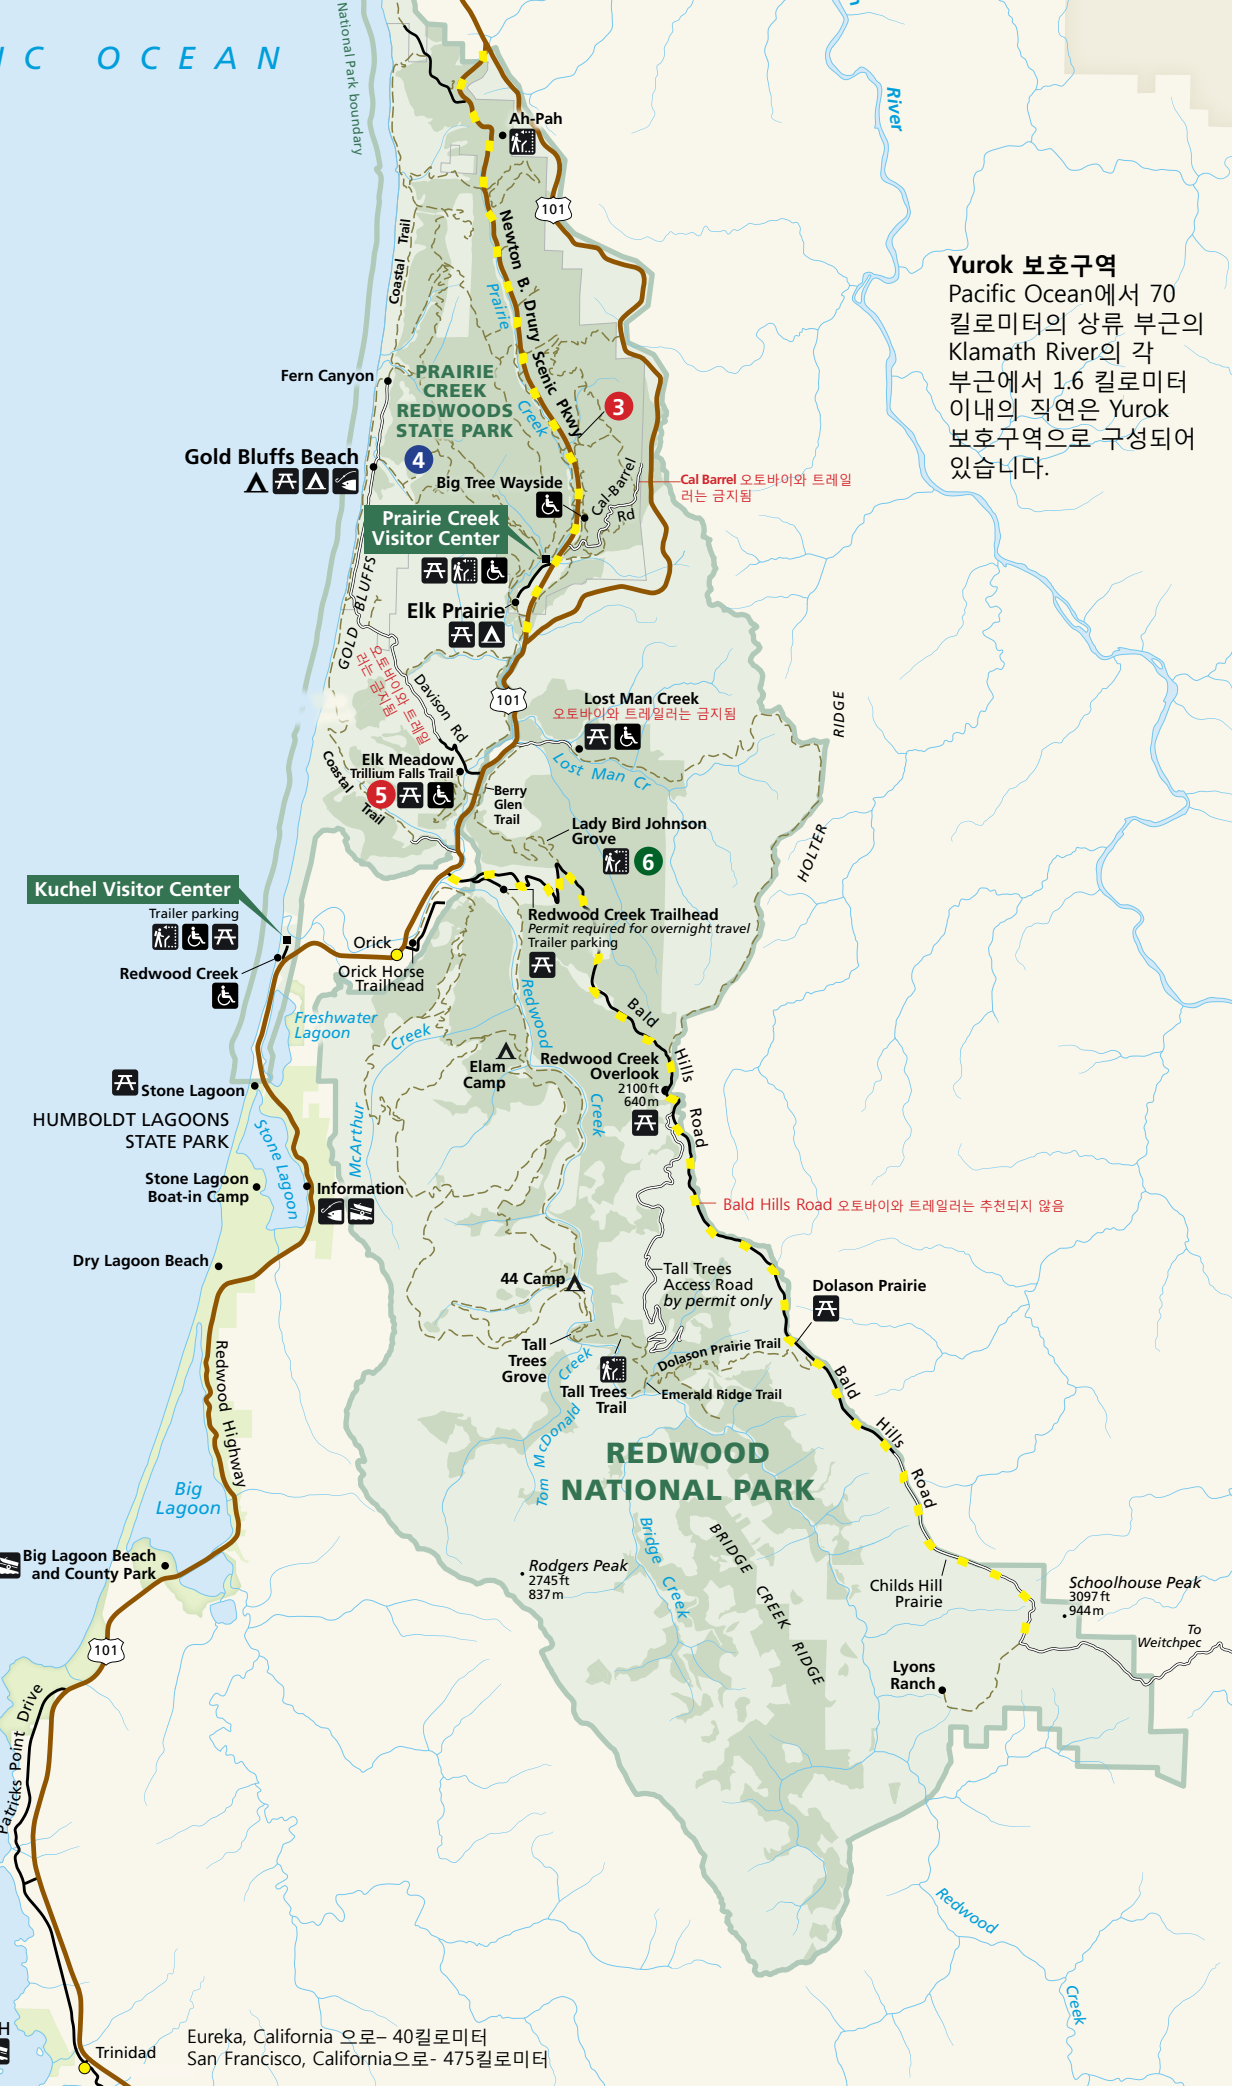 IC OCEAN
National Park boundary
River
Ah-Pah
101
Coastal Trail
Newton B. Drury Scenic Pkwy
Prairie
Creek
Yurok 보호구역
Pacific Ocean에서 70
킬로미터의 상류 부근의
Klamath River의 각
부근에서 1.6 킬로미터
이내의 직연은 Yurok
보호구역으로 구성되어
있습니다.
Fern Canyon
PRAIRIE
CREEK
REDWOODS
STATE PARK
3
4
Gold Bluffs Beach
Big Tree Wayside
Cal-Barrel
Rd
Cal Barrel 오토바이와 트레일
러는 금지됨
Prairie Creek
Visitor Center
GOLD BLUFFS
Elk Prairie
오토바이와 트레일
러는 금지됨
Davison Rd
101
Lost Man Creek
오토바이와 트레일러는 금지됨
Lost Man Cr
HOLTER RIDGE
Coastal
Trail
Elk Meadow
Trillium Falls Trail
5
Berry
Glen
Trail
Lady Bird Johnson
Grove
6
Kuchel Visitor Center
Trailer parking
Redwood Creek
Orick
Orick Horse
Trailhead
Redwood Creek Trailhead
Permit required for overnight travel
Trailer parking
Freshwater
Lagoon
Creek
McArthur
Redwood
Creek
Elam
Camp
Bald
Hills
Road
Redwood Creek
Overlook
2100 ft
640 m
Stone Lagoon
HUMBOLDT LAGOONS
STATE PARK
Stone Lagoon
Stone Lagoon
Boat-in Camp
Information
Bald Hills Road 오토바이와 트레일러는 추천되지 않음
Dry Lagoon Beach
44 Camp
Tall Trees
Access Road
by permit only
Dolason Prairie
Tall
Trees
Grove
Tall Trees
Trail
Dolason Prairie Trail
Emerald Ridge Trail
Tom McDonald
Creek
Redwood Highway
Bald
Hills
Road
REDWOOD
NATIONAL PARK
Big
Lagoon
Bridge
Creek
BRIDGE CREEK RIDGE
Big Lagoon Beach
and County Park
Rodgers Peak
2745 ft
837 m
Childs Hill
Prairie
Schoolhouse Peak
3097 ft
944 m
To
Weitchpec
101
Lyons
Ranch
Patricks Point Drive
Redwood
Creek
H
Trinidad
Eureka, California 으로– 40킬로미터
San Francisco, California으로- 475킬로미터